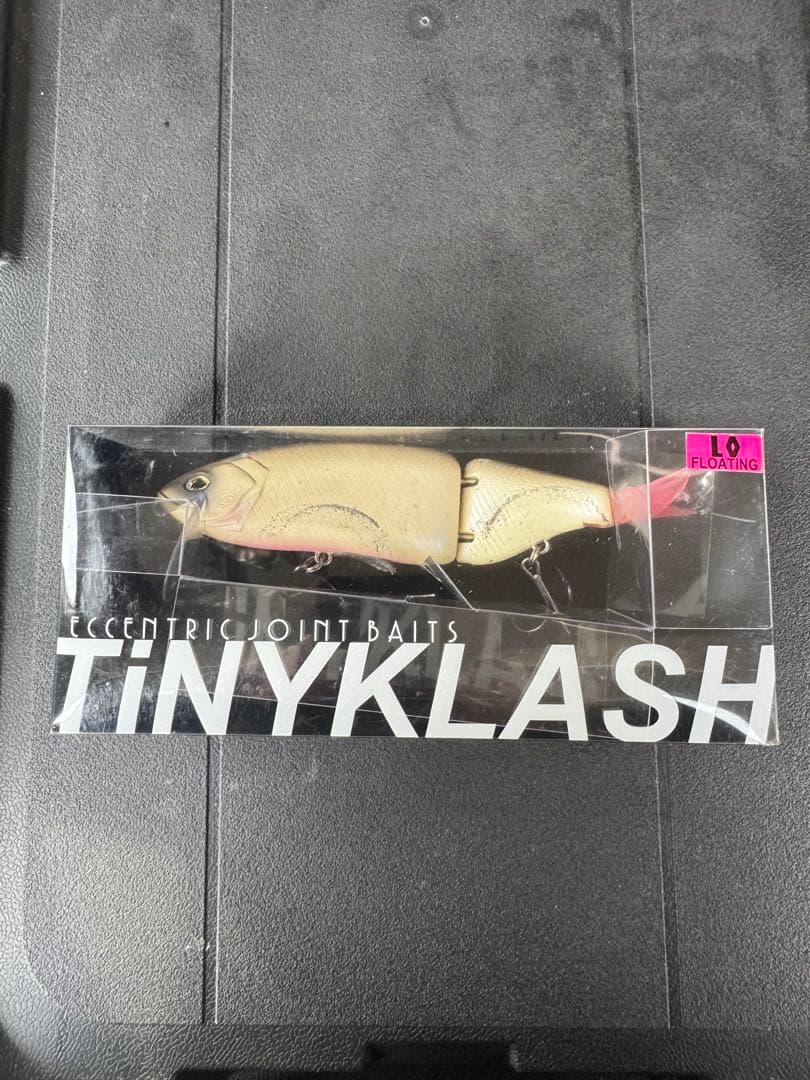 LO
FLOATING
ECCENTRIC JOINT BAITS
TiNYKLASH